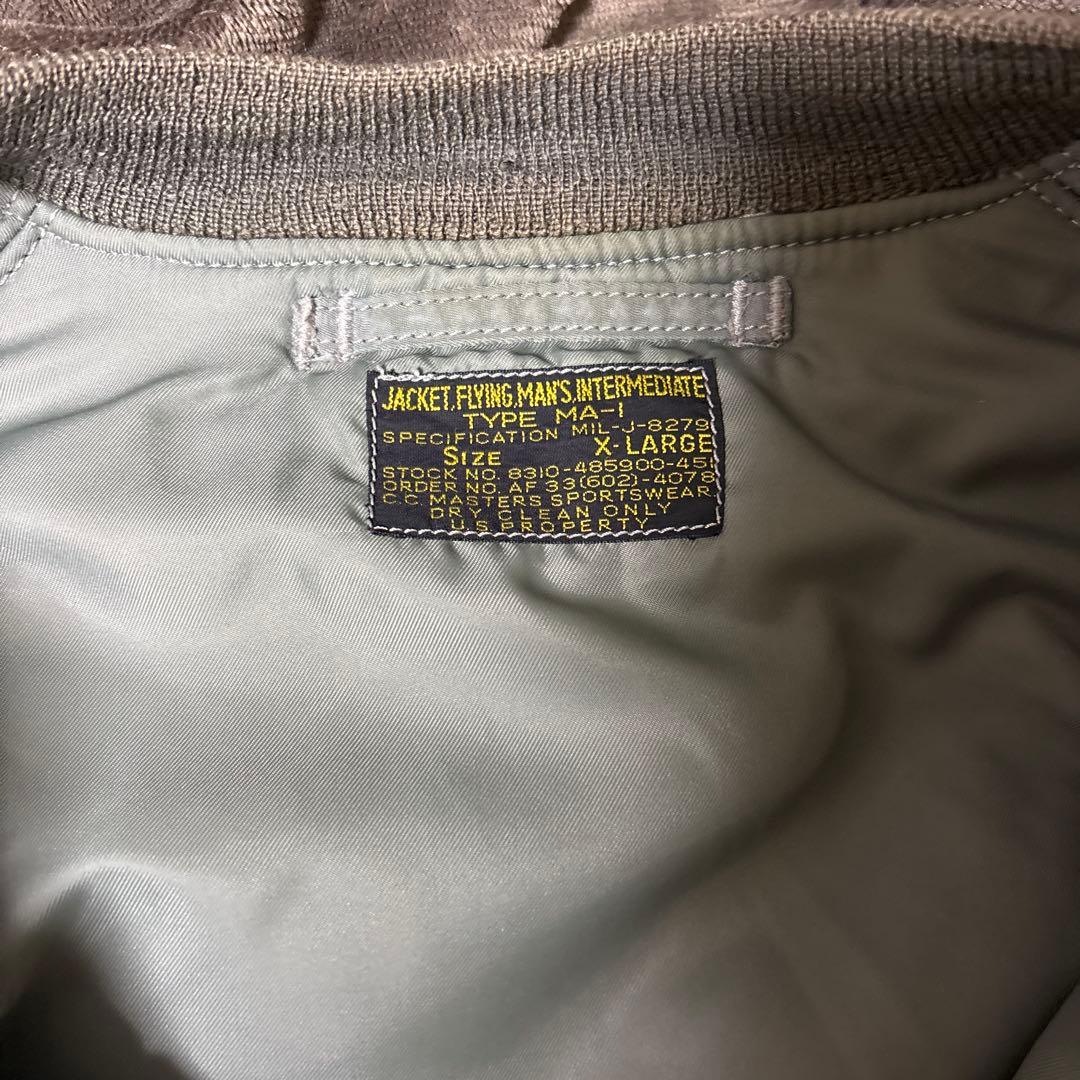 JACKET,FLYING,MAN'S,INTERMEDIATE
TYPE MA-1
SPECIFICATION MIL-J-8279
SIZE X-LARGE
STOCK NO. 8310-485900-451
ORDER NO. AF 33(602)-4078
C.C. MASTERS SPORTSWEAR
DRY CLEAN ONLY
U.S. PROPERTY